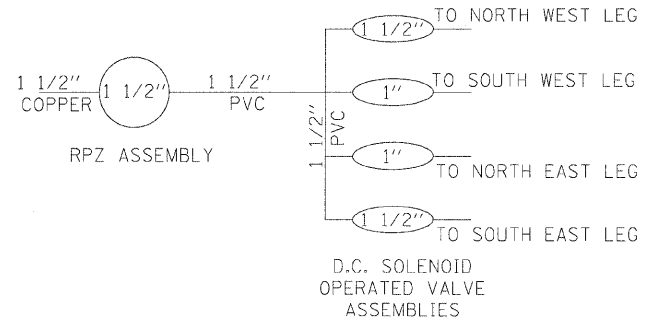 TO NORTH WEST LEG
1 1/2"
TO SOUTH WEST LEG
1 1/2"
COPPER
1 1/2"
1 1/2"
PVC
1"
1 1/2"
PVC
RPZ ASSEMBLY
1"
TO NORTH EAST LEG
1 1/2"
TO SOUTH EAST LEG
D.C. SOLENOID
OPERATED VALVE
ASSEMBLIES